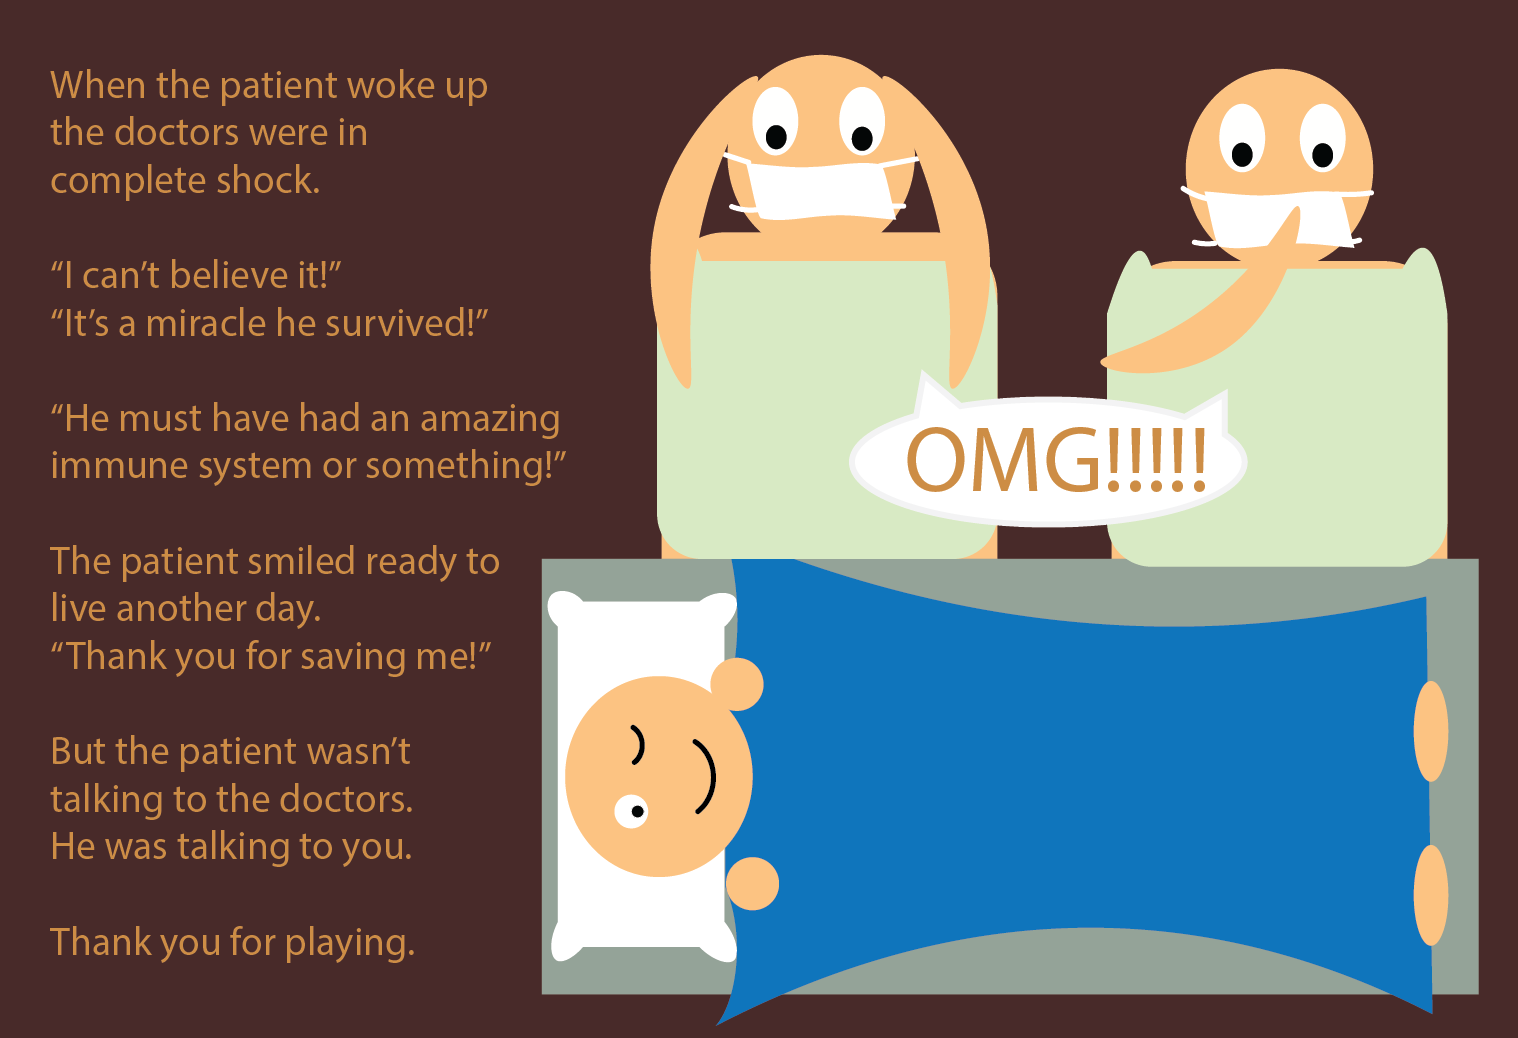 When the patient woke up
the doctors were in
complete shock.
“I can’t believe it!”
“It’s a miracle he survived!”
“He must have had an amazing
immune system or something!”
The patient smiled ready to
live another day.
“Thank you for saving me!”
But the patient wasn’t
talking to the doctors.
He was talking to you.
Thank you for playing.
OMG!!!!!